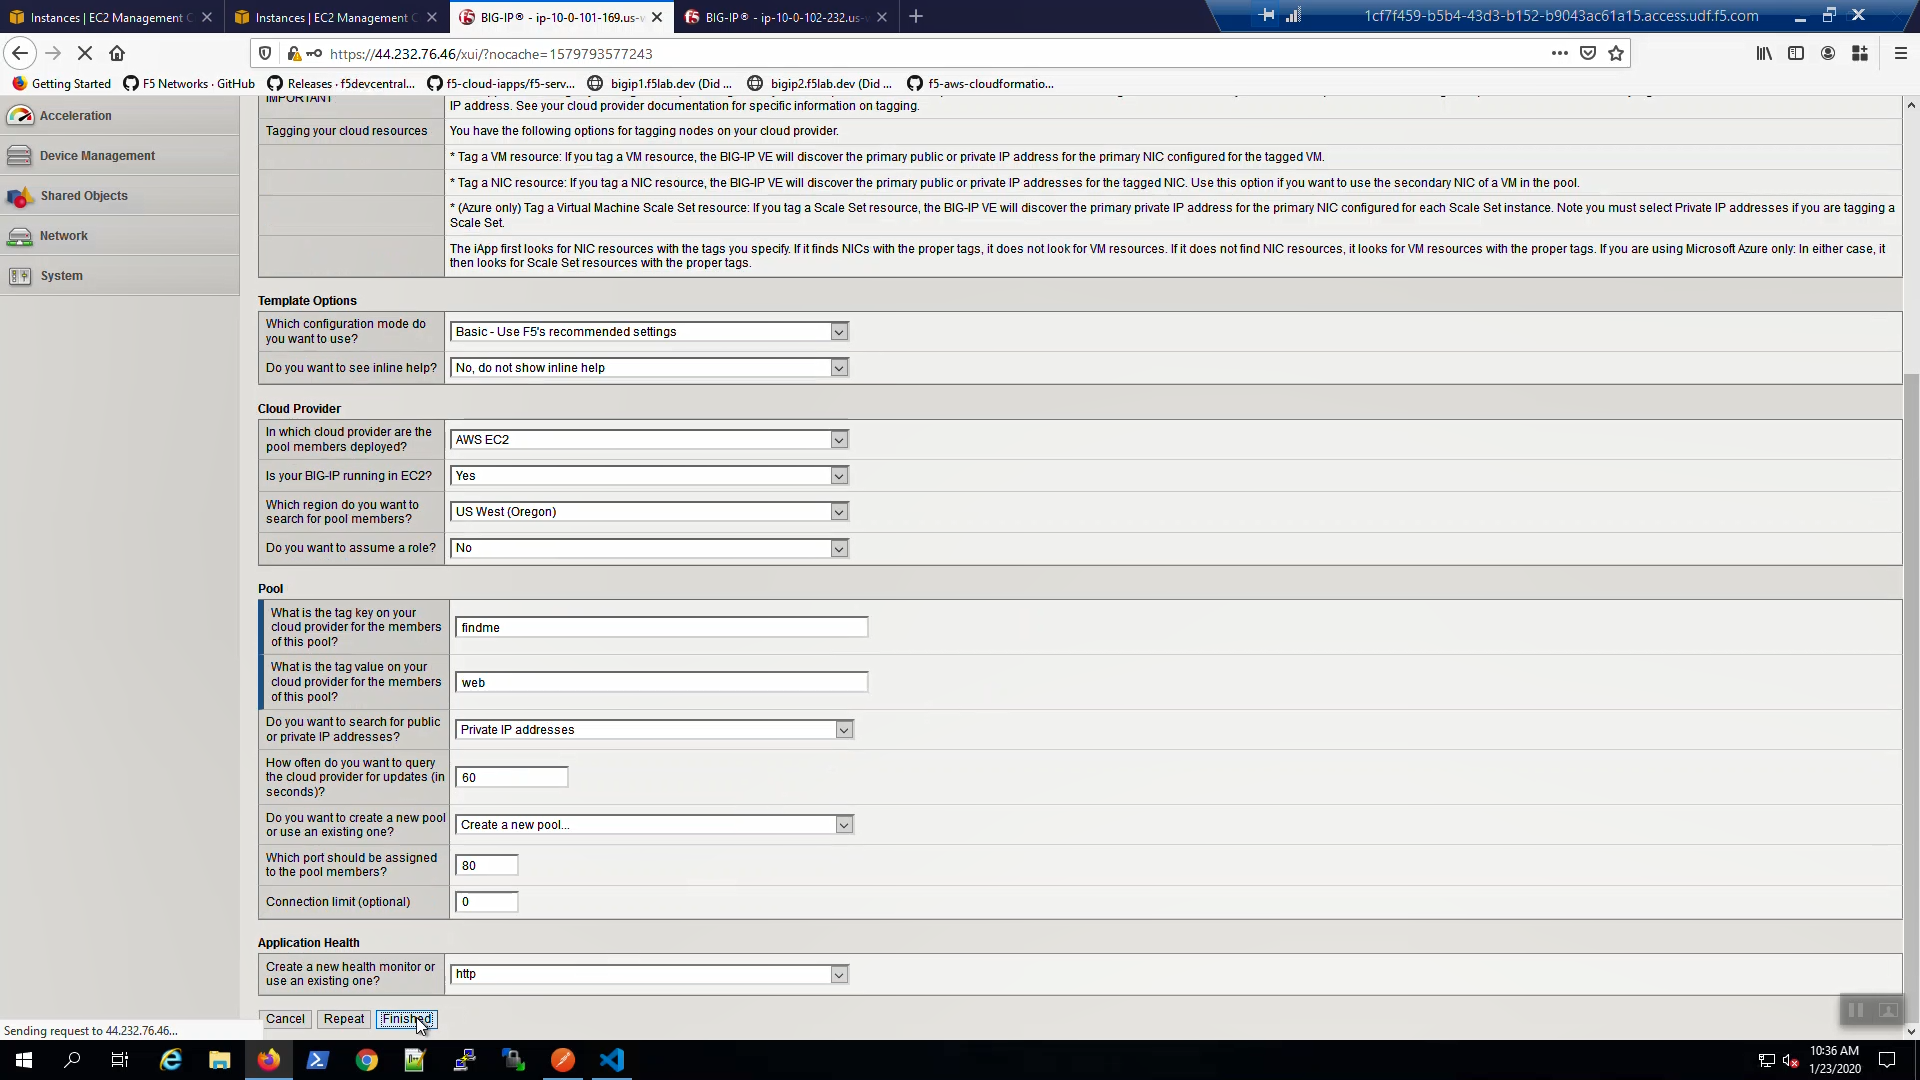 Instances | EC2 Management C
Instances | EC2 Management C
BIG-IP® - ip-10-0-101-169.us-w
BIG-IP® - ip-10-0-102-232.us-w
1cf7f459-b5b4-43d3-b152-b9043ac61a15.access.udf.f5.com
https://44.232.76.46/xui/?nocache=1579793577243
Getting Started
F5 Networks · GitHub
Releases · f5devcentral...
f5-cloud-iapps/f5-serv...
bigip1.f5lab.dev (Did ...
bigip2.f5lab.dev (Did ...
f5-aws-cloudformatio...
Acceleration
Device Management
Shared Objects
Network
System
IMPORTANT
IP address. See your cloud provider documentation for specific information on tagging.
Tagging your cloud resources
You have the following options for tagging nodes on your cloud provider.
* Tag a VM resource: If you tag a VM resource, the BIG-IP VE will discover the primary public or private IP address for the primary NIC configured for the tagged VM.
* Tag a NIC resource: If you tag a NIC resource, the BIG-IP VE will discover the primary public or private IP addresses for the tagged NIC. Use this option if you want to use the secondary NIC of a VM in the pool.
* (Azure only) Tag a Virtual Machine Scale Set resource: If you tag a Scale Set resource, the BIG-IP VE will discover the primary private IP address for the primary NIC configured for each Scale Set instance. Note you must select Private IP addresses if you are tagging a
Scale Set.
The iApp first looks for NIC resources with the tags you specify. If it finds NICs with the proper tags, it does not look for VM resources. If it does not find NIC resources, it looks for VM resources with the proper tags. If you are using Microsoft Azure only: In either case, it
then looks for Scale Set resources with the proper tags.
Template Options
Which configuration mode do
you want to use?
Basic - Use F5's recommended settings
Do you want to see inline help?
No, do not show inline help
Cloud Provider
In which cloud provider are the
pool members deployed?
AWS EC2
Is your BIG-IP running in EC2?
Yes
Which region do you want to
search for pool members?
US West (Oregon)
Do you want to assume a role?
No
Pool
What is the tag key on your
cloud provider for the members
of this pool?
findme
What is the tag value on your
cloud provider for the members
of this pool?
web
Do you want to search for public
or private IP addresses?
Private IP addresses
How often do you want to query
the cloud provider for updates (in
seconds)?
60
Do you want to create a new pool
or use an existing one?
Create a new pool...
Which port should be assigned
to the pool members?
80
Connection limit (optional)
0
Application Health
Create a new health monitor or
use an existing one?
http
Cancel
Repeat
Finished
Sending request to 44.232.76.46...
10:36 AM
1/23/2020